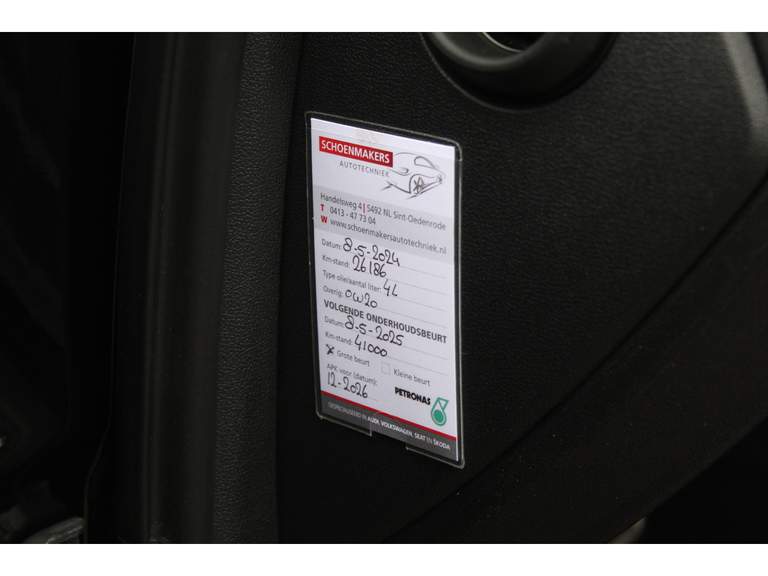 SCHOENMAKERS
AUTOTECHNIEK
Handelsweg 4 | 5492 NL Sint-Oedenrode
T 0413 - 47 73 04
W www.schoenmakersautotechniek.nl
Datum: 8-5-2024
Km-stand: 26186
Type olie/aantal liter: 4L
Overig: 0W20
VOLGENDE ONDERHOUDSBEURT
Datum: 8-5-2025
Km-stand: 41000
Grote beurt Kleine beurt
APK voor (datum):
12-2026
PETRONAS
GESPECIALISEERD IN AUDI, VOLKSWAGEN, SEAT EN ŠKODA